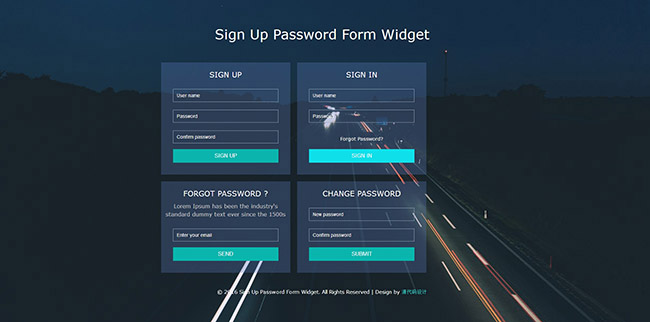 Sign Up Password Form Widget
SIGN UP
User name
Password
Confirm password
SIGN UP
SIGN IN
User name
Password
Forgot Password?
SIGN IN
FORGOT PASSWORD ?
Lorem Ipsum has been the industry's
standard dummy text ever since the 1500s
Enter your email
SEND
CHANGE PASSWORD
New password
Confirm password
SUBMIT
© 2016 Sign Up Password Form Widget. All Rights Reserved | Design by